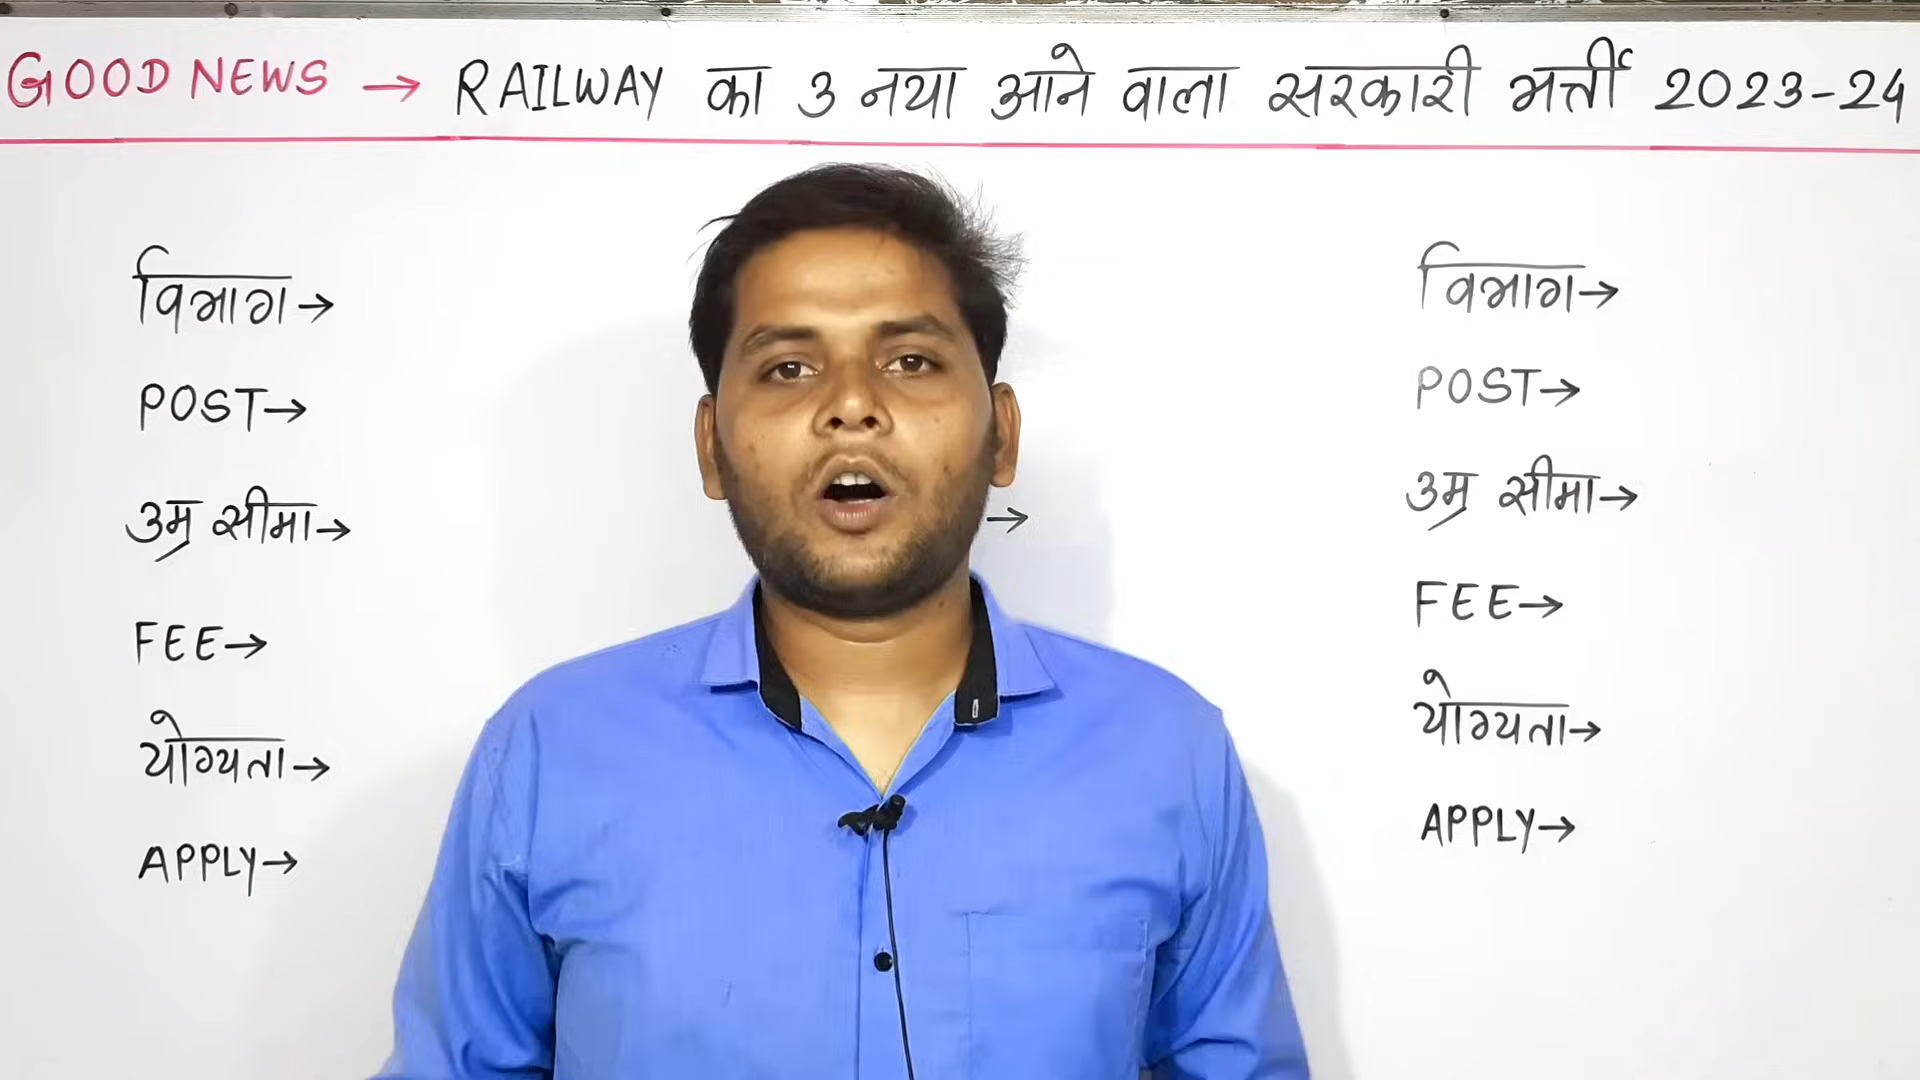 GOOD NEWS → RAILWAY का 3 नया आने वाला सरकारी भर्ती 2023-24
विभाग→
POST→
उम्र सीमा→
FEE→
योग्यता→
APPLY→
→
विभाग→
POST→
उम्र सीमा→
FEE→
योग्यता→
APPLY→